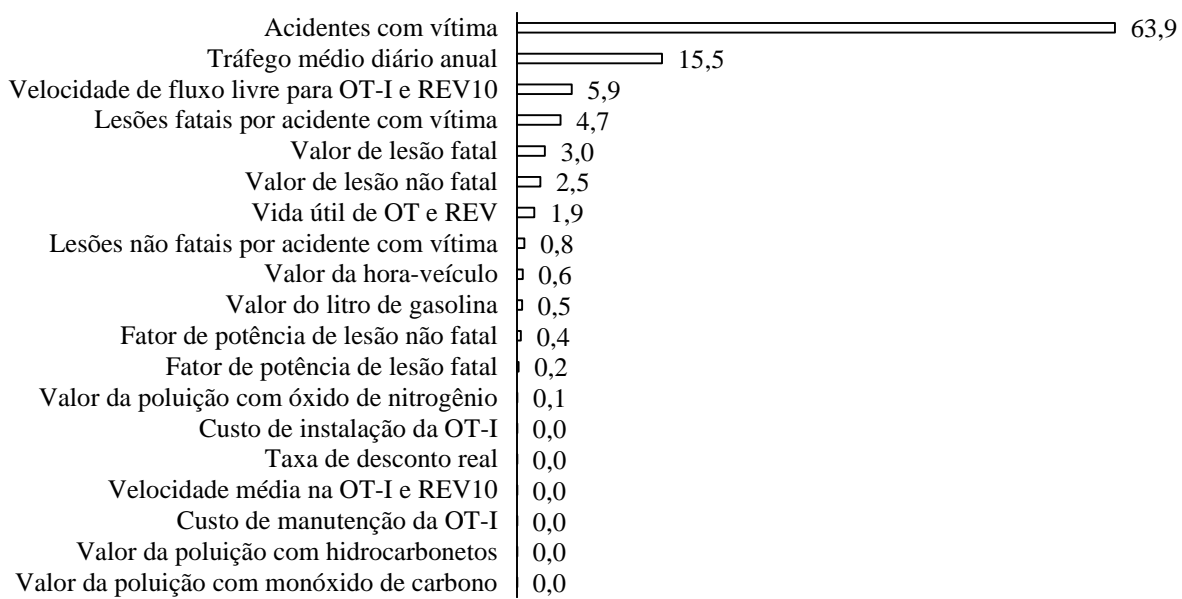 Acidentes com vítima 63,9
Tráfego médio diário anual 15,5
Velocidade de fluxo livre para OT-I e REV10 5,9
Lesões fatais por acidente com vítima 4,7
Valor de lesão fatal 3,0
Valor de lesão não fatal 2,5
Vida útil de OT e REV 1,9
Lesões não fatais por acidente com vítima 0,8
Valor da hora-veículo 0,6
Valor do litro de gasolina 0,5
Fator de potência de lesão não fatal 0,4
Fator de potência de lesão fatal 0,2
Valor da poluição com óxido de nitrogênio 0,1
Custo de instalação da OT-I 0,0
Taxa de desconto real 0,0
Velocidade média na OT-I e REV10 0,0
Custo de manutenção da OT-I 0,0
Valor da poluição com hidrocarbonetos 0,0
Valor da poluição com monóxido de carbono 0,0